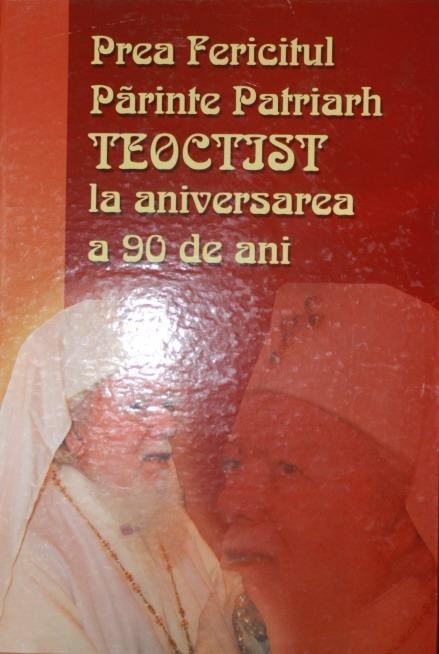 Prea Fericitul
Părinte Patriarh
TEOCTIST
la aniversarea
a 90 de ani